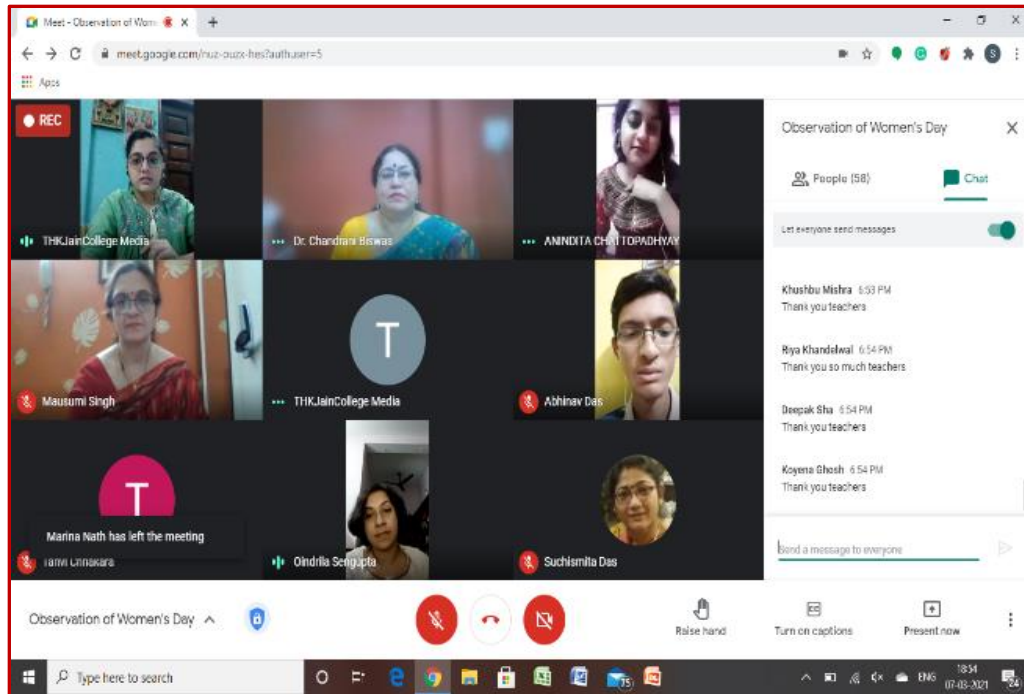 Meet - Observation of Wom
meet.google.com/nuz-ouzx-hes?authuser=5
S
Apps
REC
THKJainCollege Media
Dr. Chandrani Biswas
ANINDITA CHATTOPADHYAY
Mausumi Singh
T
THKJainCollege Media
Abhinav Das
T
Marina Nath has left the meeting
Tanvi Chhakara
Oindrila Sengupta
Suchismita Das
Observation of Women's Day
People (58)
Chat
Let everyone send messages
Khushbu Mishra 6:53 PM
Thank you teachers
Riya Khandelwal 6:54 PM
Thank you so much teachers
Deepak Sha 6:54 PM
Thank you teachers
Koyena Ghosh 6:54 PM
Thank you teachers
Send a message to everyone
Observation of Women's Day
Raise hand
Turn on captions
Present now
Type here to search
75
ENG
18:54
07-03-2021
24